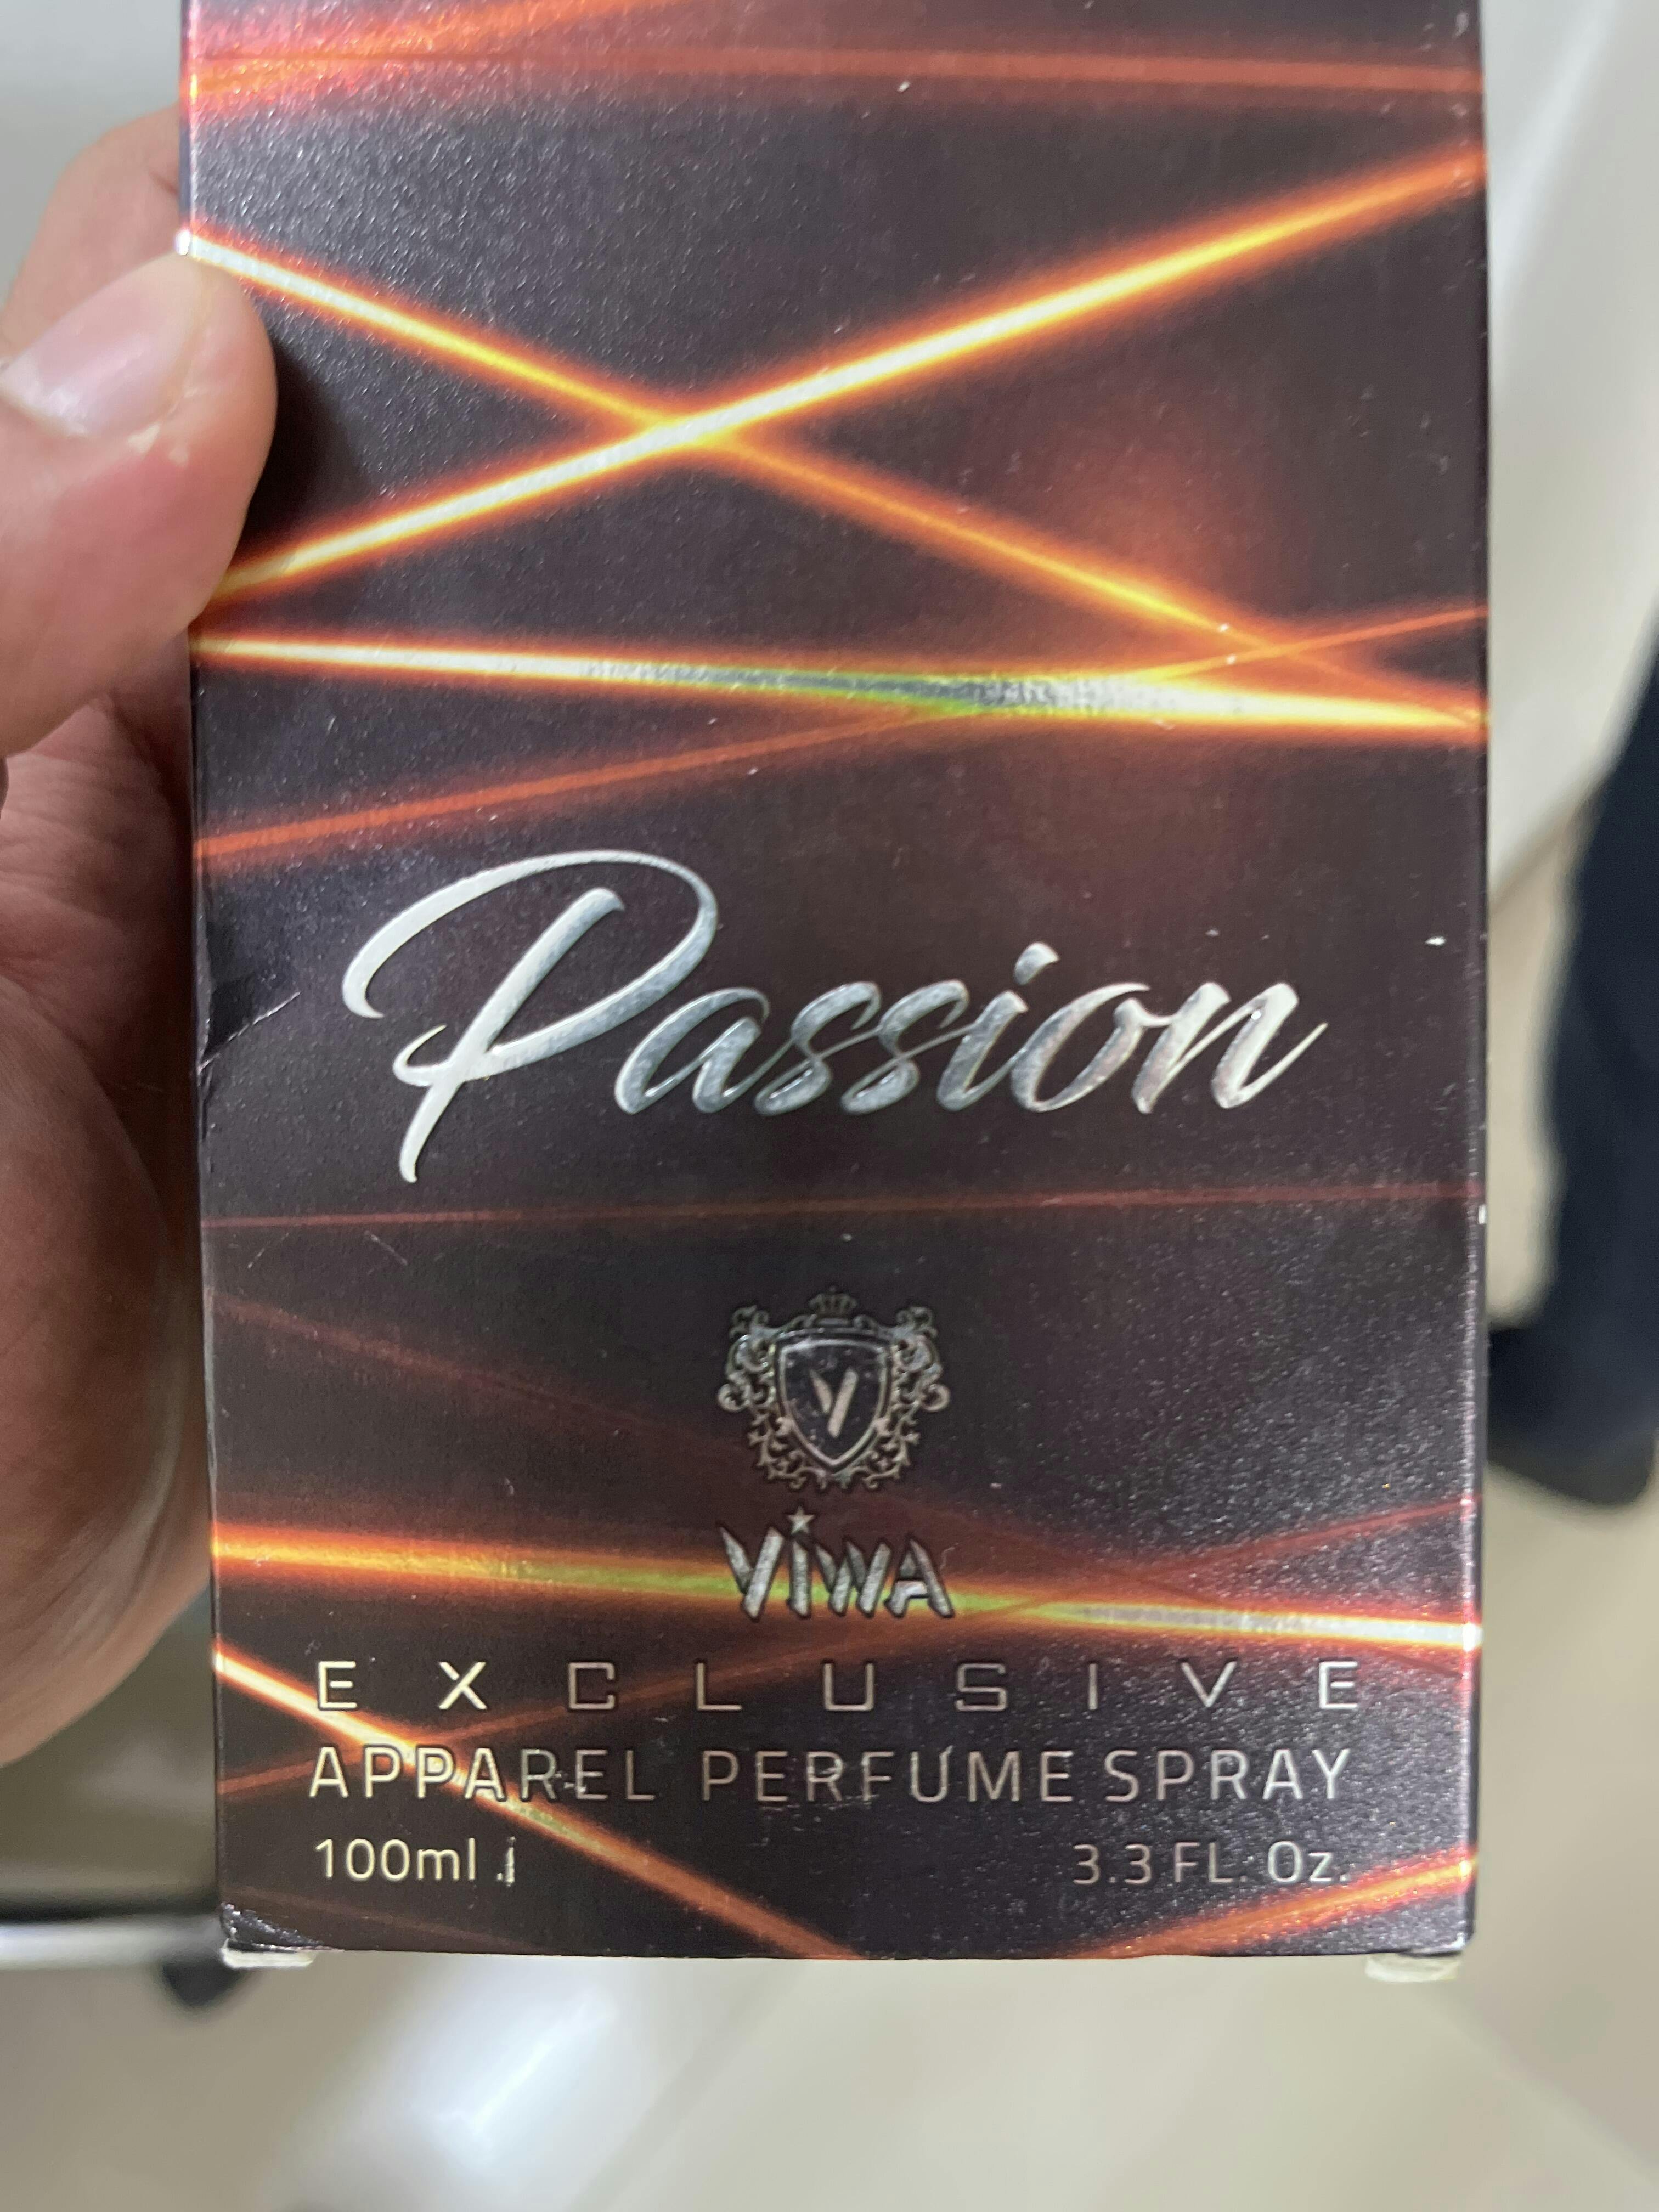 Passion
V
ViWA
EXCLUSIVE
APPAREL PERFUME SPRAY
100ml.
3.3 FL. Oz.